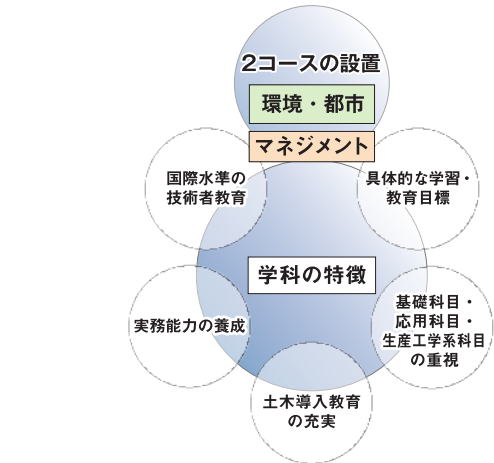 2コースの設置
環境・都市
マネジメント
国際水準の
技術者教育
具体的な学習・
教育目標
学科の特徴
実務能力の養成
基礎科目・
応用科目・
生産工学系科目
の重視
土木導入教育
の充実